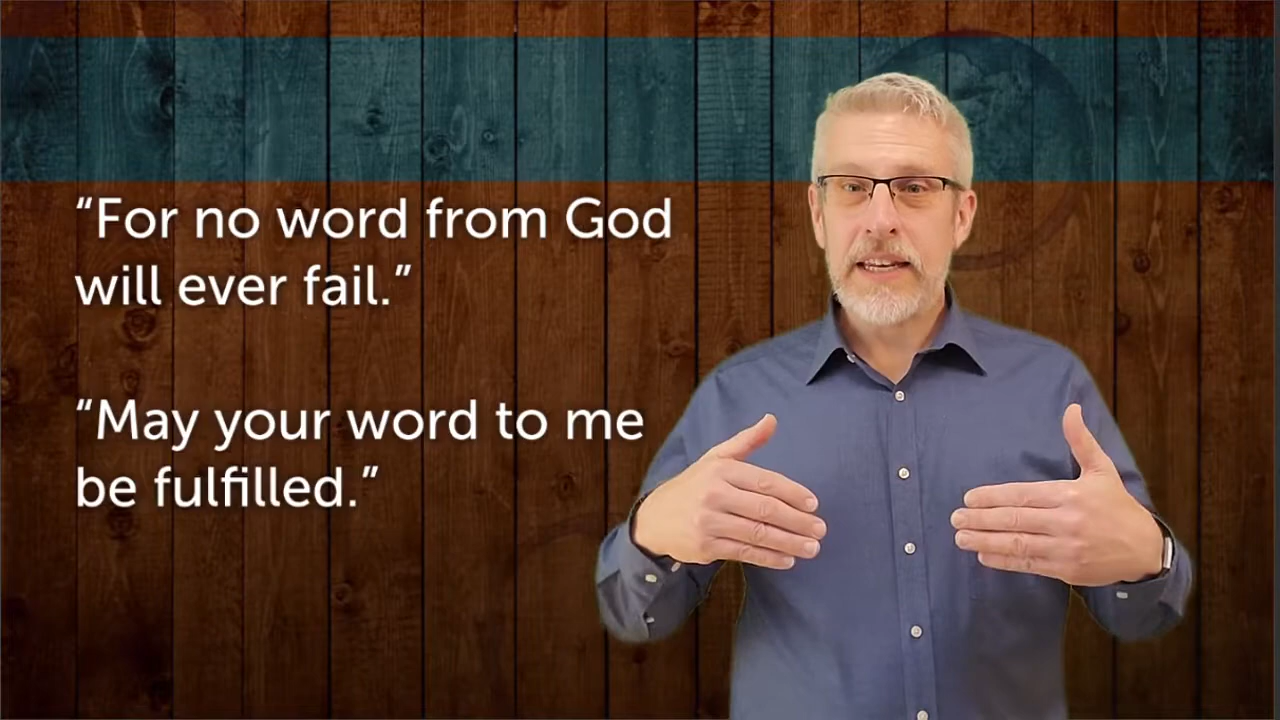 “For no word from God
will ever fail.”
“May your word to me
be fulfilled.”